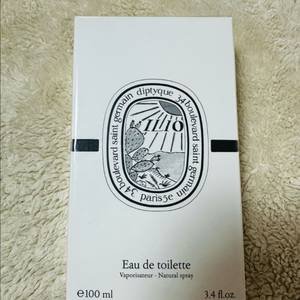 34 boulevard saint germain diptyque 34 boulevard saint germain paris 5e
ilio
Eau de toilette
Vaporisateur - Natural spray
e100 ml
3.4 fl.oz.